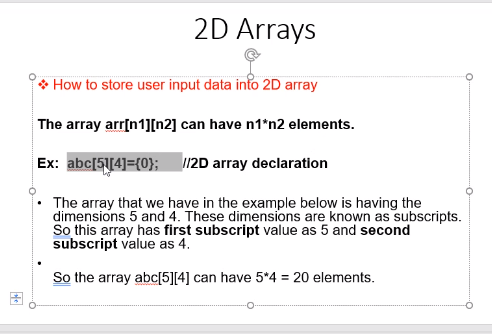 2D Arrays
❖ How to store user input data into 2D array
The array arr[n1][n2] can have n1*n2 elements.
Ex: abc[5][4]={0}; //2D array declaration
• The array that we have in the example below is having the
dimensions 5 and 4. These dimensions are known as subscripts.
So this array has first subscript value as 5 and second
subscript value as 4.
•
So the array abc[5][4] can have 5*4 = 20 elements.